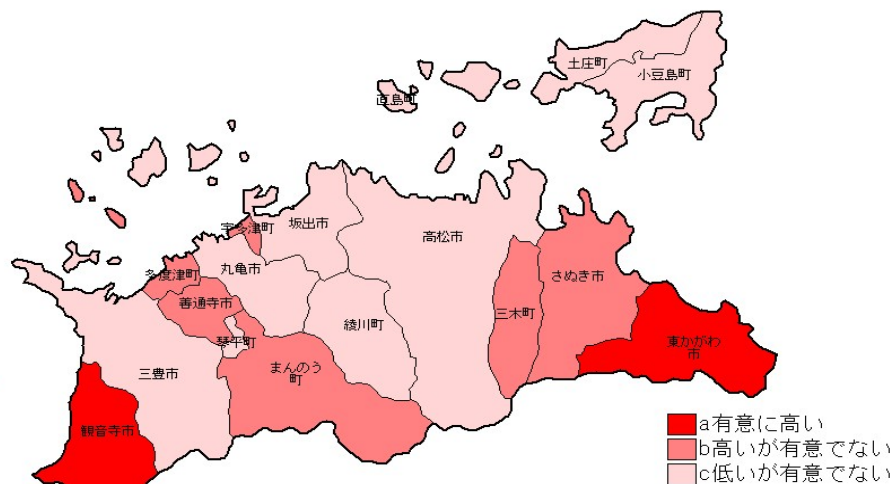 土庄町
小豆島町
直島町
宇多津町
坂出市
高松市
多度津町
丸亀市
さぬき市
善通寺市
三木町
綾川町
琴平町
東かがわ
市
三豊市
まんのう
町
観音寺市
a有意に高い
b高いが有意でない
c低いが有意でない